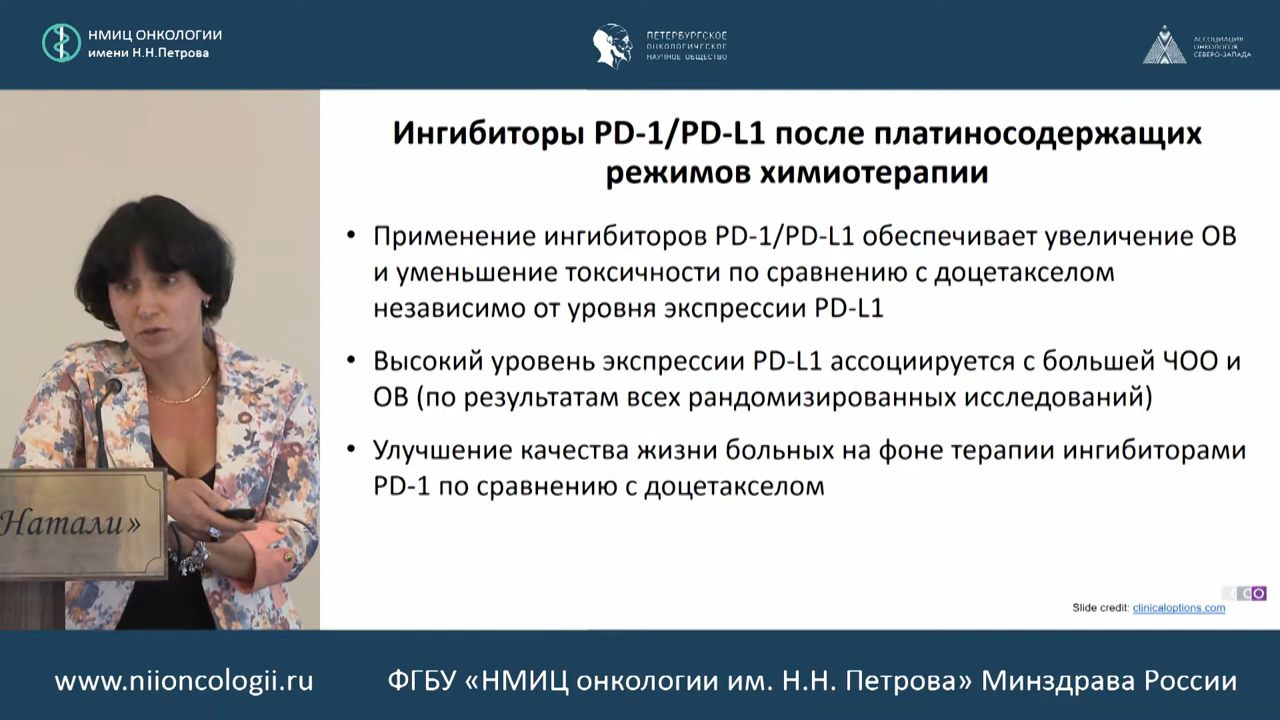 НМИЦ ОНКОЛОГИИ
имени Н.Н.Петрова
ПЕТЕРБУРГСКОЕ
ОНКОЛОГИЧЕСКОЕ
НАУЧНОЕ ОБЩЕСТВО
АССОЦИАЦИЯ
ОНКОЛОГОВ
СЕВЕРО-ЗАПАДА
Ингибиторы PD-1/PD-L1 после платиносодержащих
режимов химиотерапии
• Применение ингибиторов PD-1/PD-L1 обеспечивает увеличение ОВ
и уменьшение токсичности по сравнению с доцетакселом
независимо от уровня экспрессии PD-L1
• Высокий уровень экспрессии PD-L1 ассоциируется с большей ЧОО и
ОВ (по результатам всех рандомизированных исследований)
• Улучшение качества жизни больных на фоне терапии ингибиторами
PD-1 по сравнению с доцетакселом
Натали»
CO
Slide credit: clinicaloptions.com
www.niioncologii.ru
ФГБУ «НМИЦ онкологии им. Н.Н. Петрова» Минздрава России